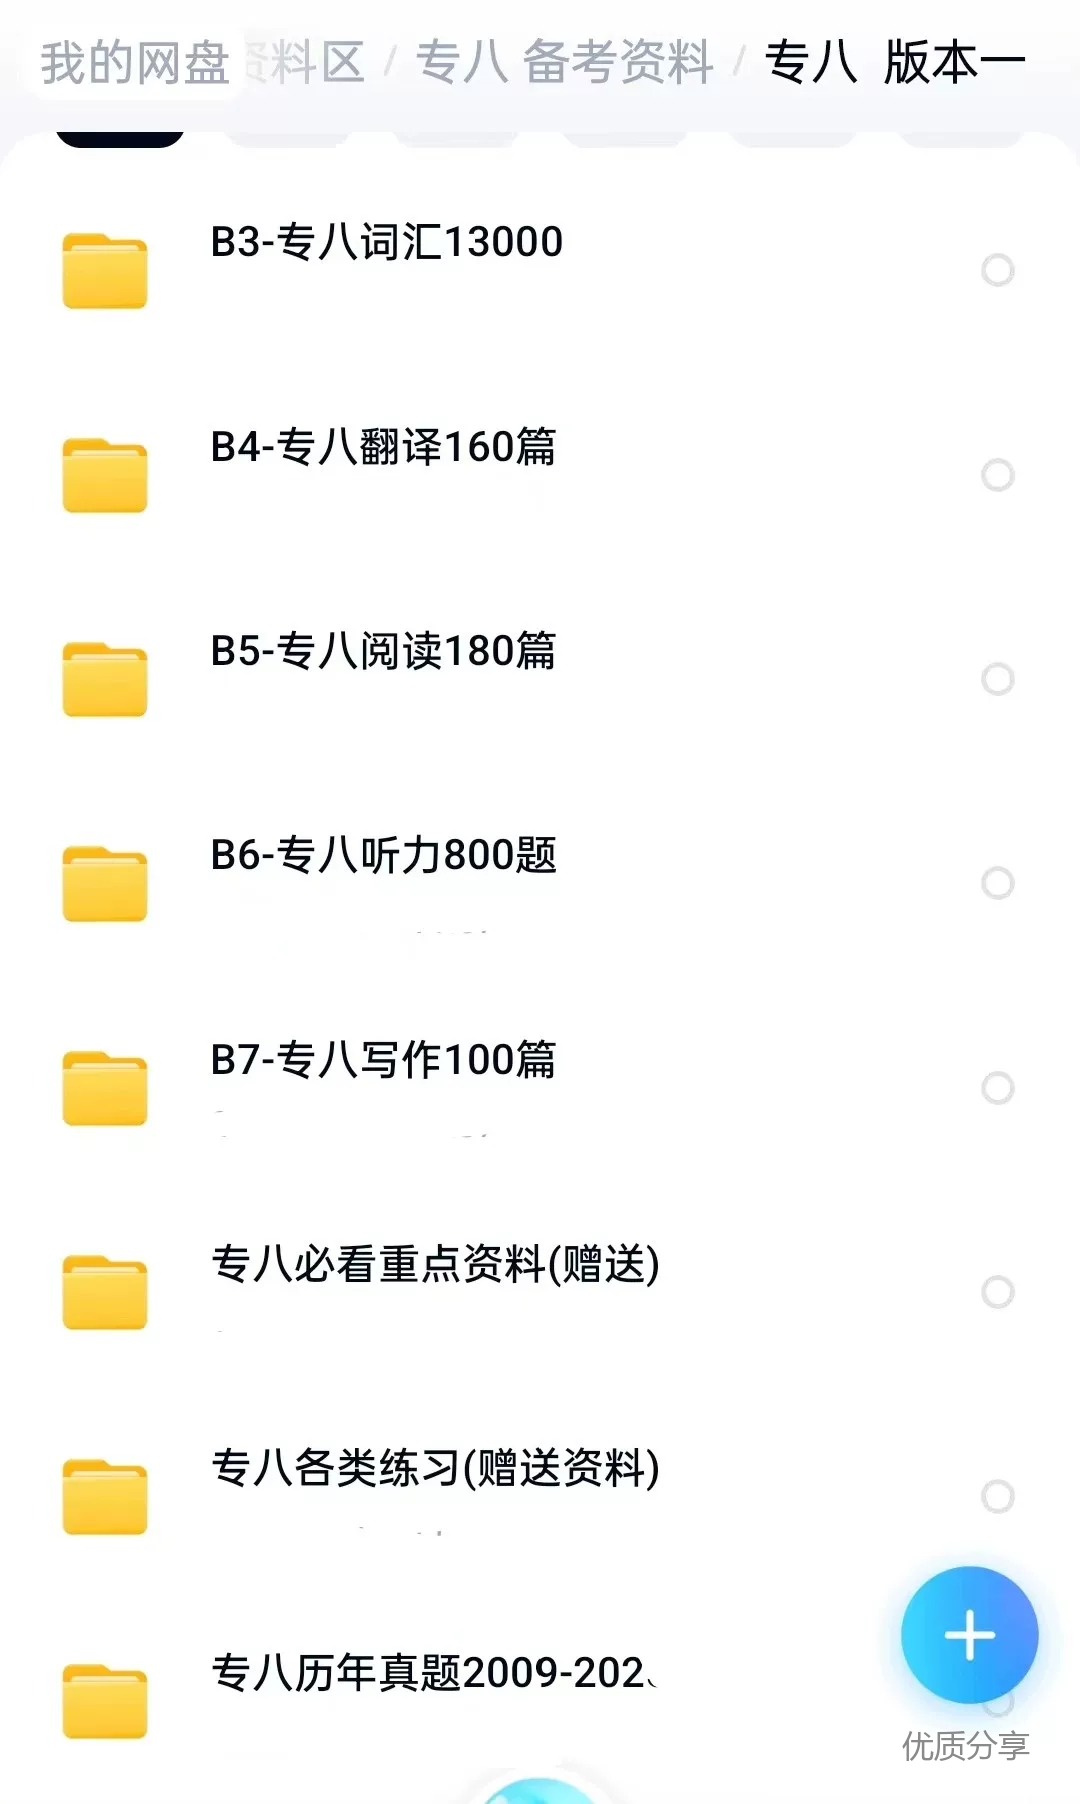 我的网盘 资料区 / 专八 备考资料 / 专八 版本一
B3-专八词汇13000
B4-专八翻译160篇
B5-专八阅读180篇
B6-专八听力800题
B7-专八写作100篇
专八必看重点资料(赠送)
专八各类练习(赠送资料)
专八历年真题2009-202
优质分享